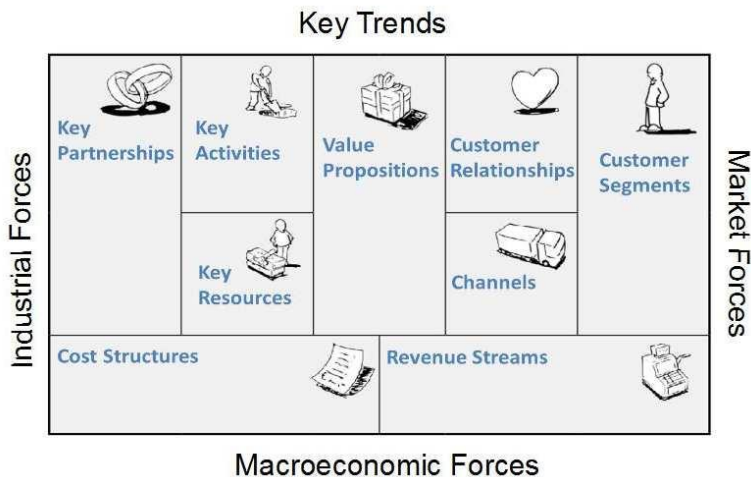 Key Trends
Industrial Forces
Key
Partnerships
Key
Activities
Key
Resources
Value
Propositions
Customer
Relationships
Channels
Customer
Segments
Cost Structures
Revenue Streams
Market Forces
Macroeconomic Forces